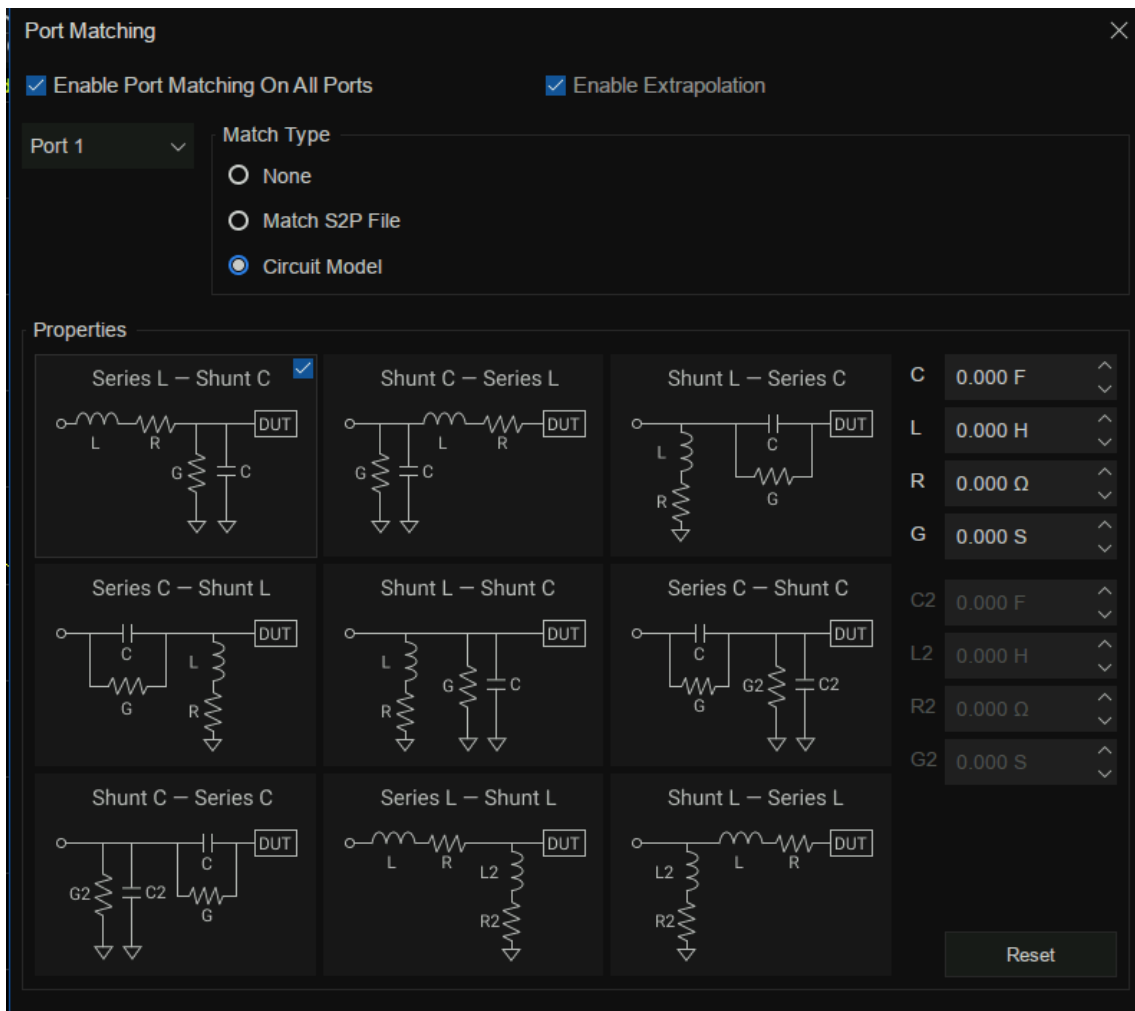 Port Matching
Enable Port Matching On All Ports
Enable Extrapolation
Port 1
Match Type
None
Match S2P File
Circuit Model
Properties
Series L — Shunt C
L
R
DUT
G
C
Shunt C — Series L
L
R
DUT
G
C
Shunt L — Series C
L
R
C
G
DUT
Series C — Shunt L
C
G
L
R
DUT
Shunt L — Shunt C
L
R
G
C
DUT
Series C — Shunt C
C
G
G2
C2
DUT
Shunt C — Series C
G2
C2
C
G
DUT
Series L — Shunt L
L
R
L2
R2
DUT
Shunt L — Series L
L2
R2
L
R
DUT
C 0.000 F
L 0.000 H
R 0.000 Ω
G 0.000 S
C2 0.000 F
L2 0.000 H
R2 0.000 Ω
G2 0.000 S
Reset